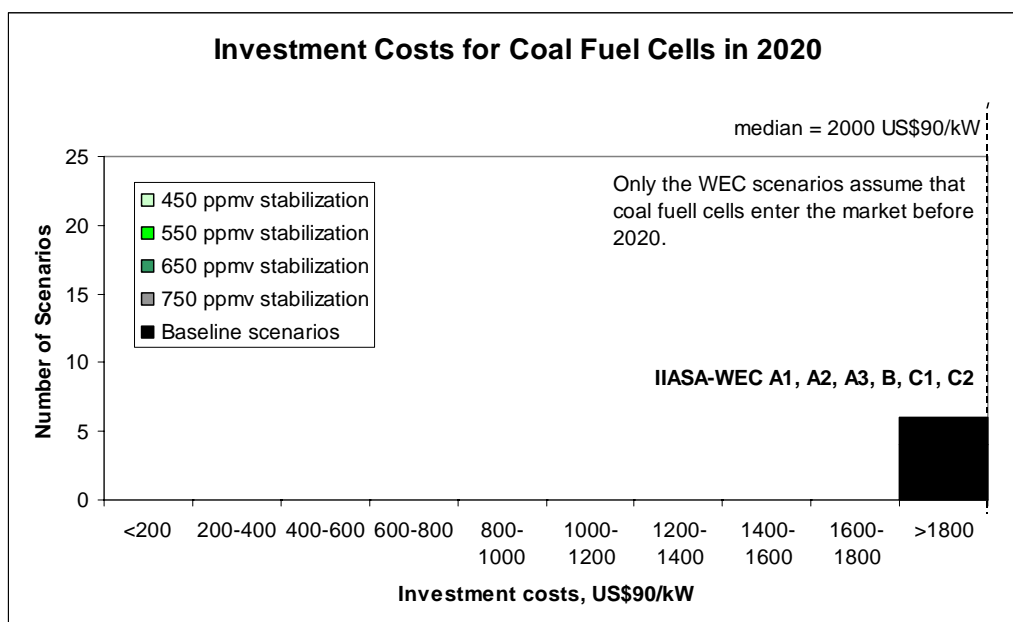 Investment Costs for Coal Fuel Cells in 2020
median = 2000 US$90/kW
Only the WEC scenarios assume that
coal fuell cells enter the market before
2020.
450 ppmv stabilization
550 ppmv stabilization
650 ppmv stabilization
750 ppmv stabilization
Baseline scenarios
IIASA-WEC A1, A2, A3, B, C1, C2
Number of Scenarios
25
20
15
10
5
0
<200 200-400 400-600 600-800 800- 1000- 1200- 1400- 1600- >1800
1000 1200 1400 1600 1800
Investment costs, US$90/kW